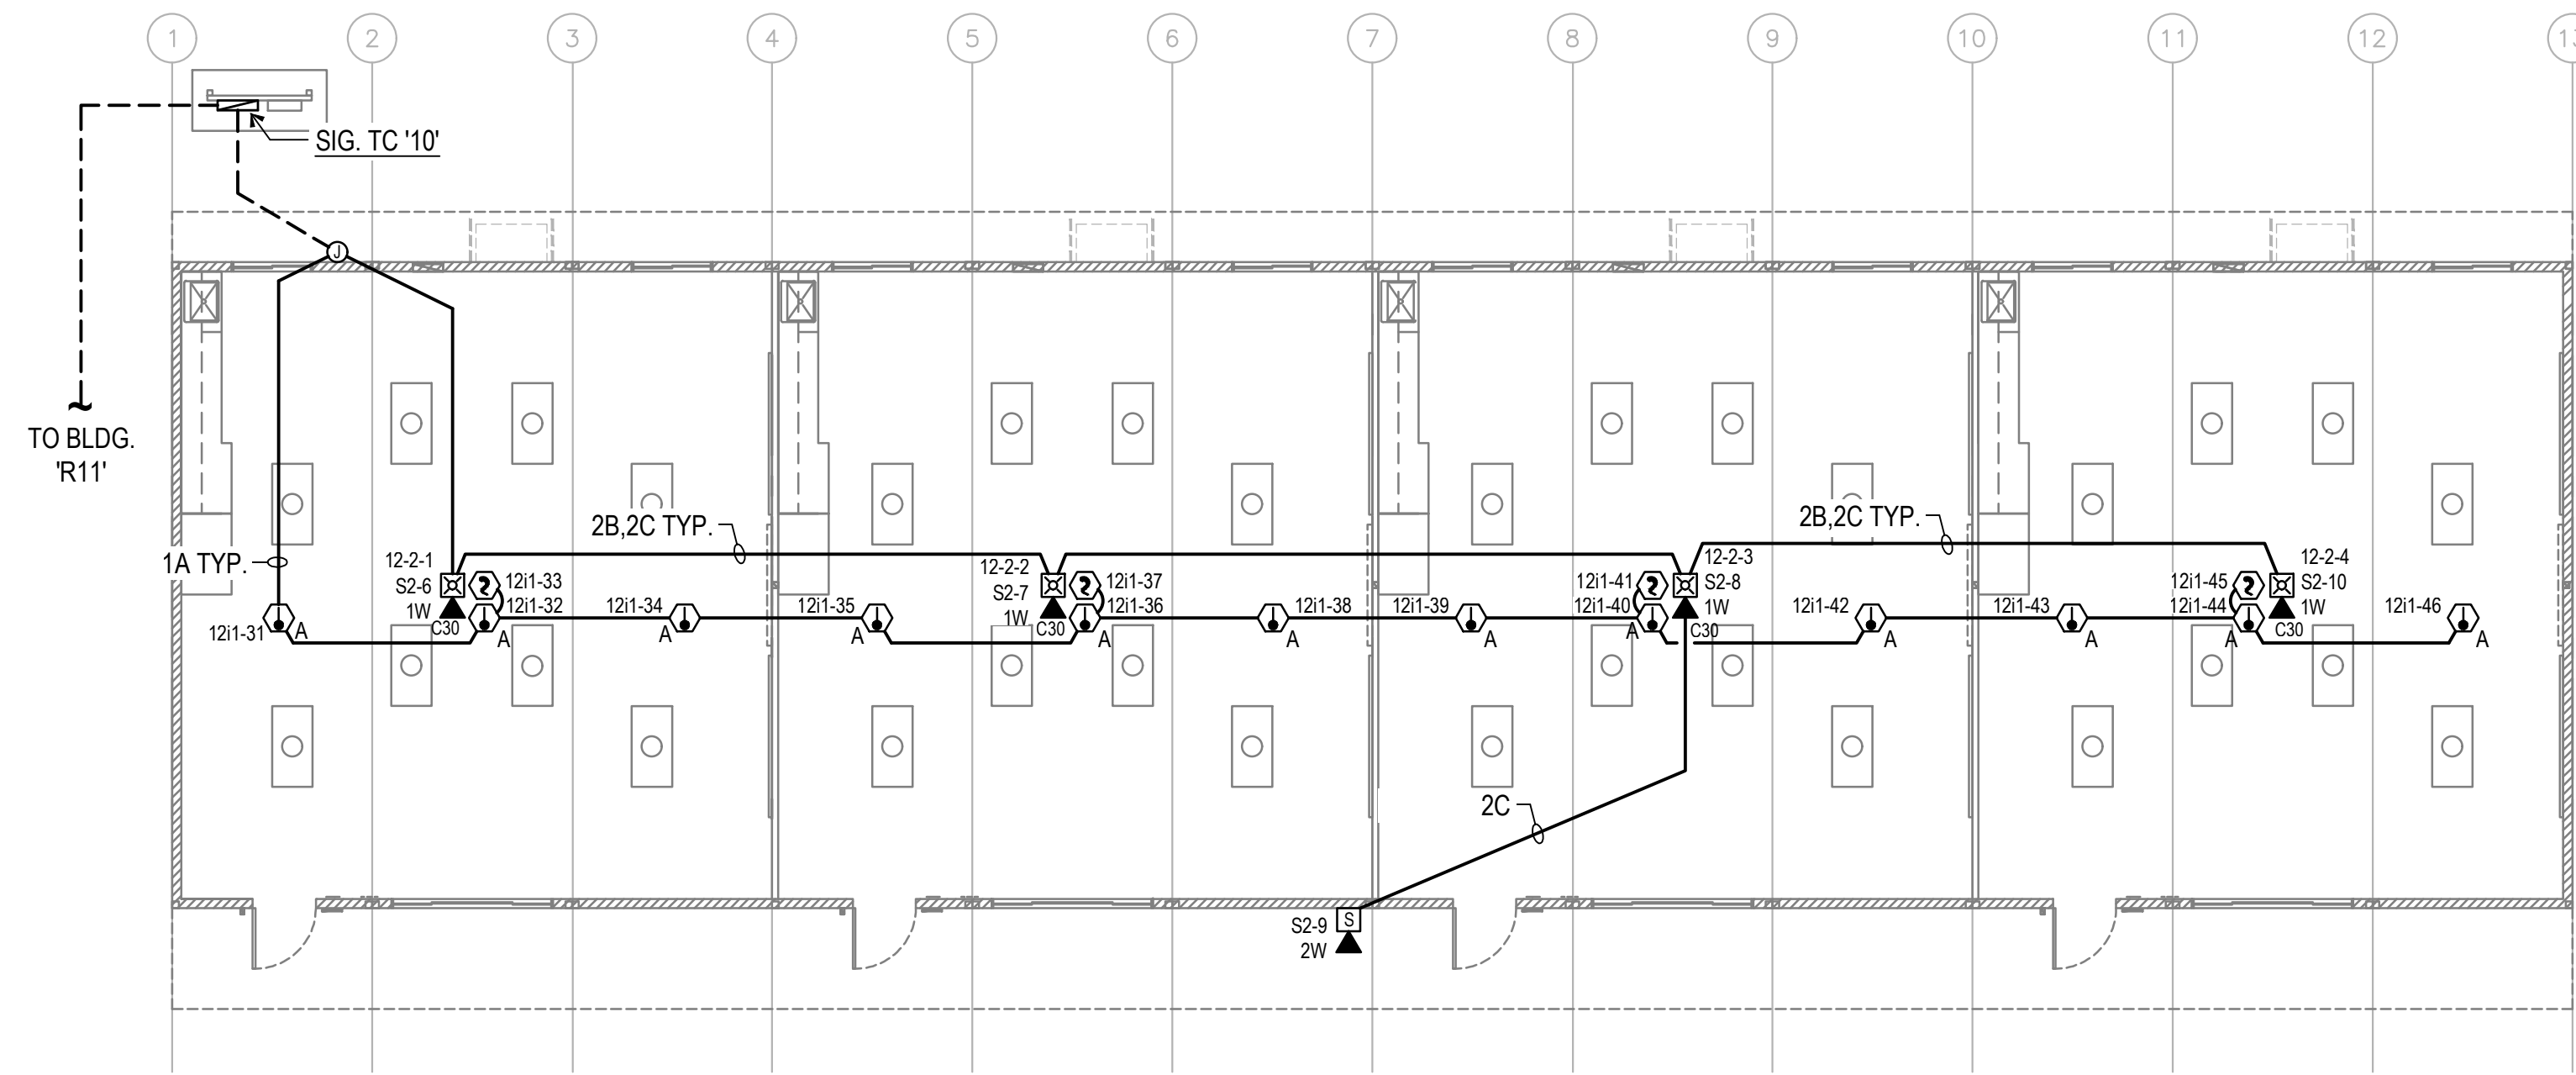 1
2
3
4
5
6
7
8
9
10
11
12
SIG. TC '10'
J
TO BLDG.
'R11'
1A TYP.
2B,2C TYP.
2B,2C TYP.
12-2-1
S2-6
1W
C30
12i1-33
12i1-32
12i1-31
A
A
12i1-34
A
12i1-35
A
12-2-2
S2-7
1W
C30
12i1-37
12i1-36
A
12i1-38
A
12i1-39
A
12i1-41
12i1-40
A
12-2-3
S2-8
1W
C30
12i1-42
A
12i1-43
A
12i1-45
12i1-44
A
12-2-4
S2-10
1W
C30
12i1-46
A
2C
S2-9
2W
S